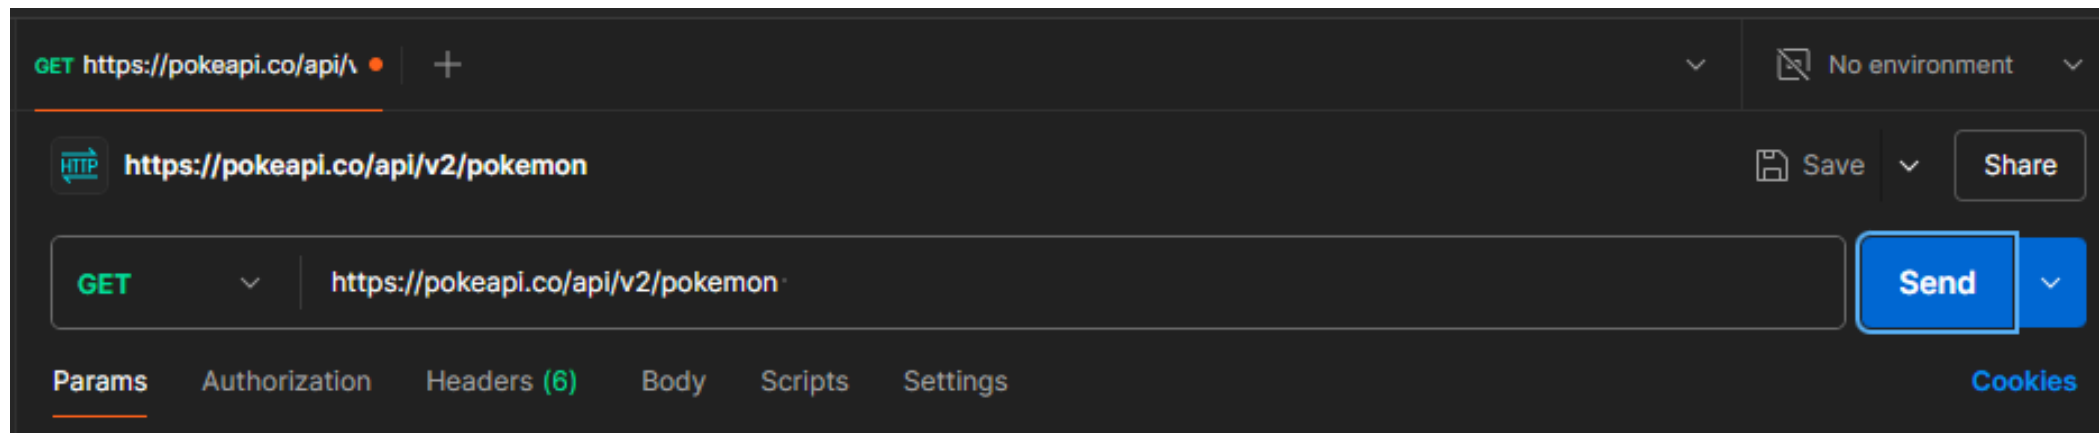 GET https://pokeapi.co/api/v No environment
HTTP https://pokeapi.co/api/v2/pokemon Save Share
GET https://pokeapi.co/api/v2/pokemon Send
Params Authorization Headers (6) Body Scripts Settings Cookies